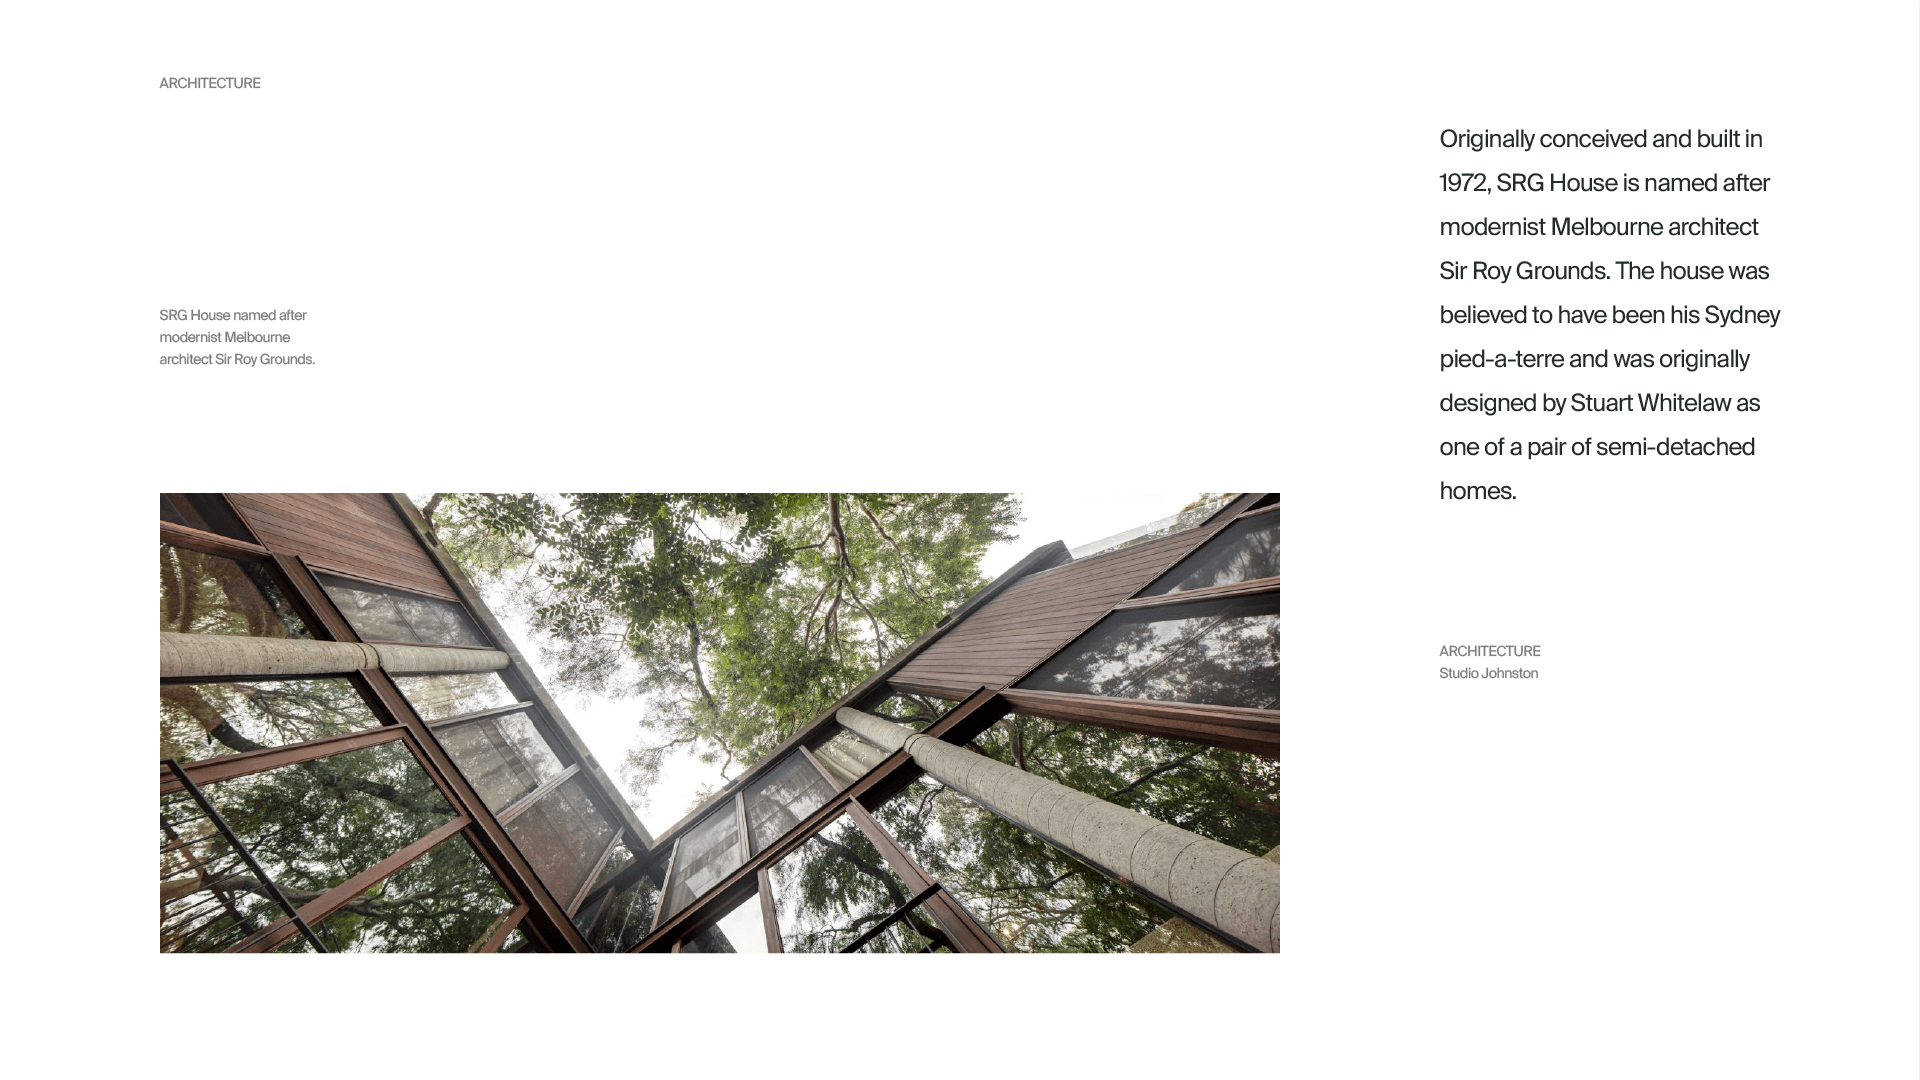 ARCHITECTURE
SRG House named after
modernist Melbourne
architect Sir Roy Grounds.
Originally conceived and built in
1972, SRG House is named after
modernist Melbourne architect
Sir Roy Grounds. The house was
believed to have been his Sydney
pied-a-terre and was originally
designed by Stuart Whitelaw as
one of a pair of semi-detached
homes.
ARCHITECTURE
Studio Johnston